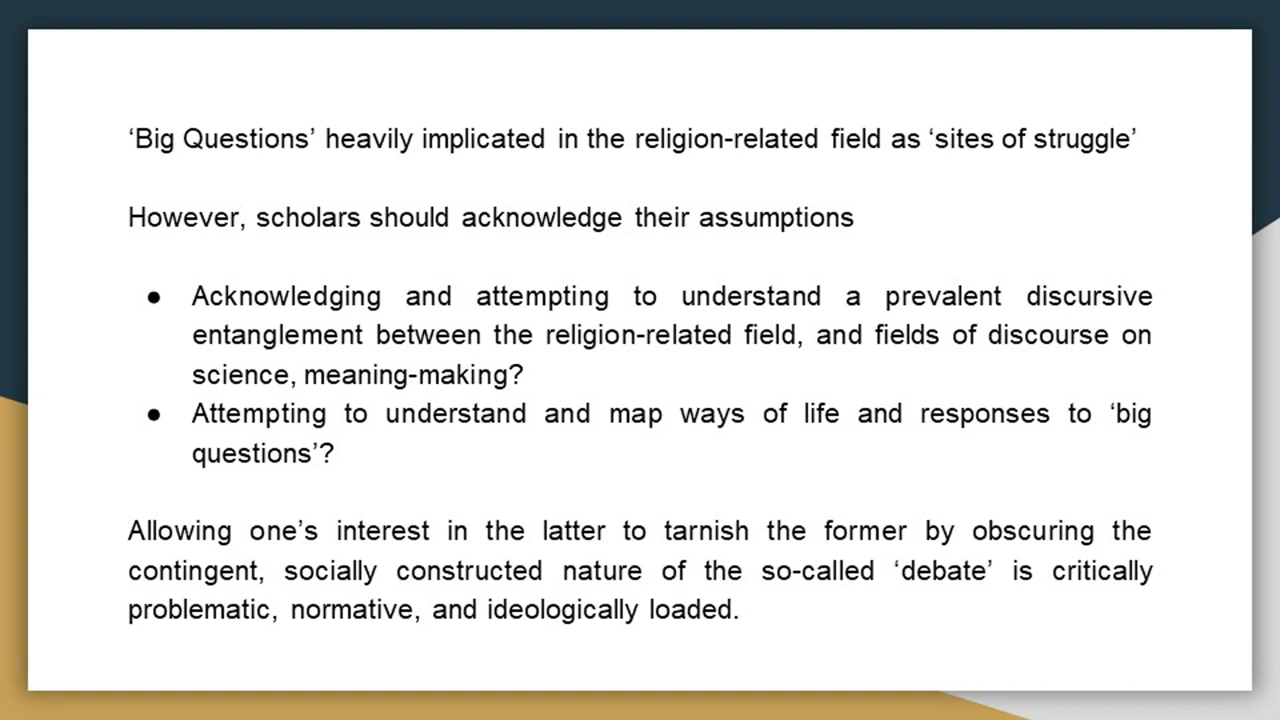 ‘Big Questions’ heavily implicated in the religion-related field as ‘sites of struggle’
However, scholars should acknowledge their assumptions
● Acknowledging and attempting to understand a prevalent discursive
entanglement between the religion-related field, and fields of discourse on
science, meaning-making?
● Attempting to understand and map ways of life and responses to ‘big
questions’?
Allowing one’s interest in the latter to tarnish the former by obscuring the
contingent, socially constructed nature of the so-called ‘debate’ is critically
problematic, normative, and ideologically loaded.